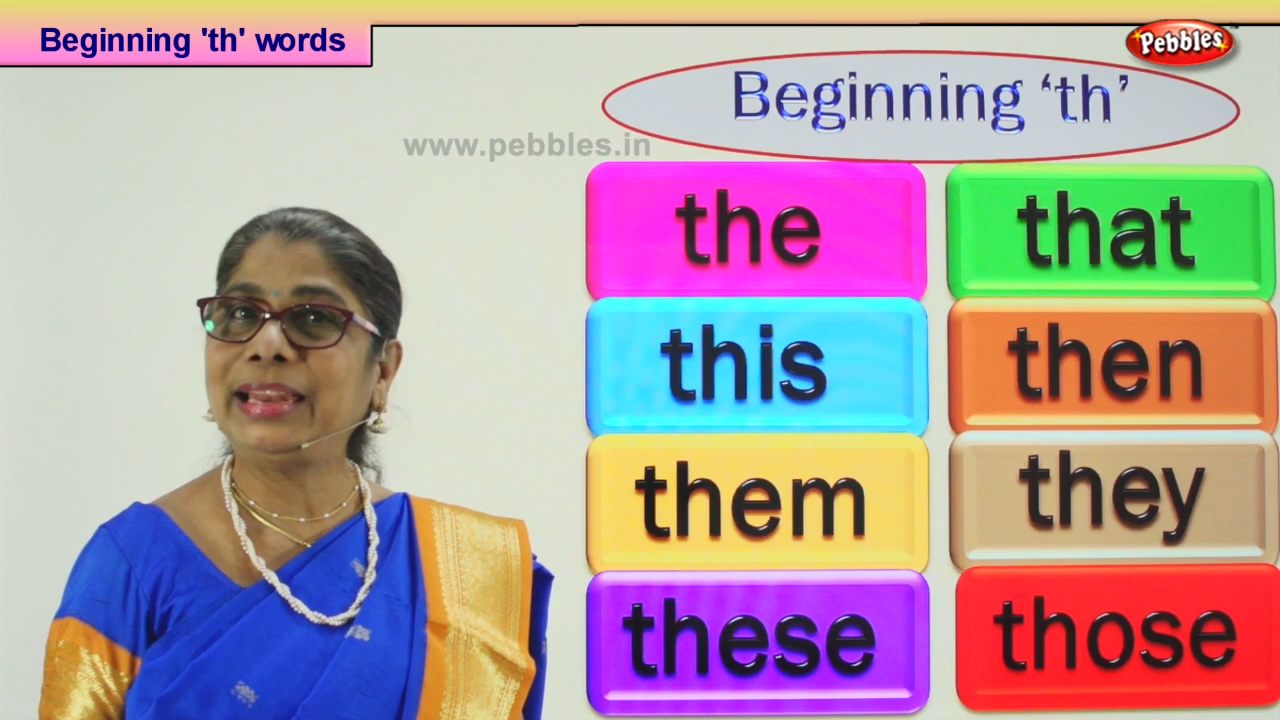 Beginning 'th' words
Pebbles
www.pebbles.in
Beginning ‘th’
the that
this then
them they
these those